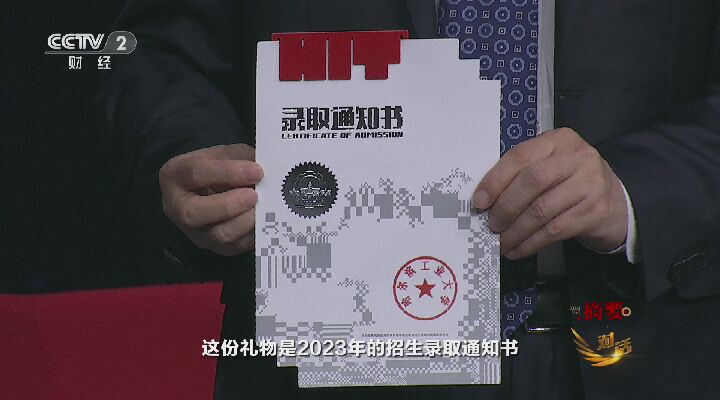 CCTV 2
财 经
HIT
录取通知书
CERTIFICATE OF ADMISSION
哈尔滨工业大学
摘要
对话
这份礼物是2023年的招生录取通知书